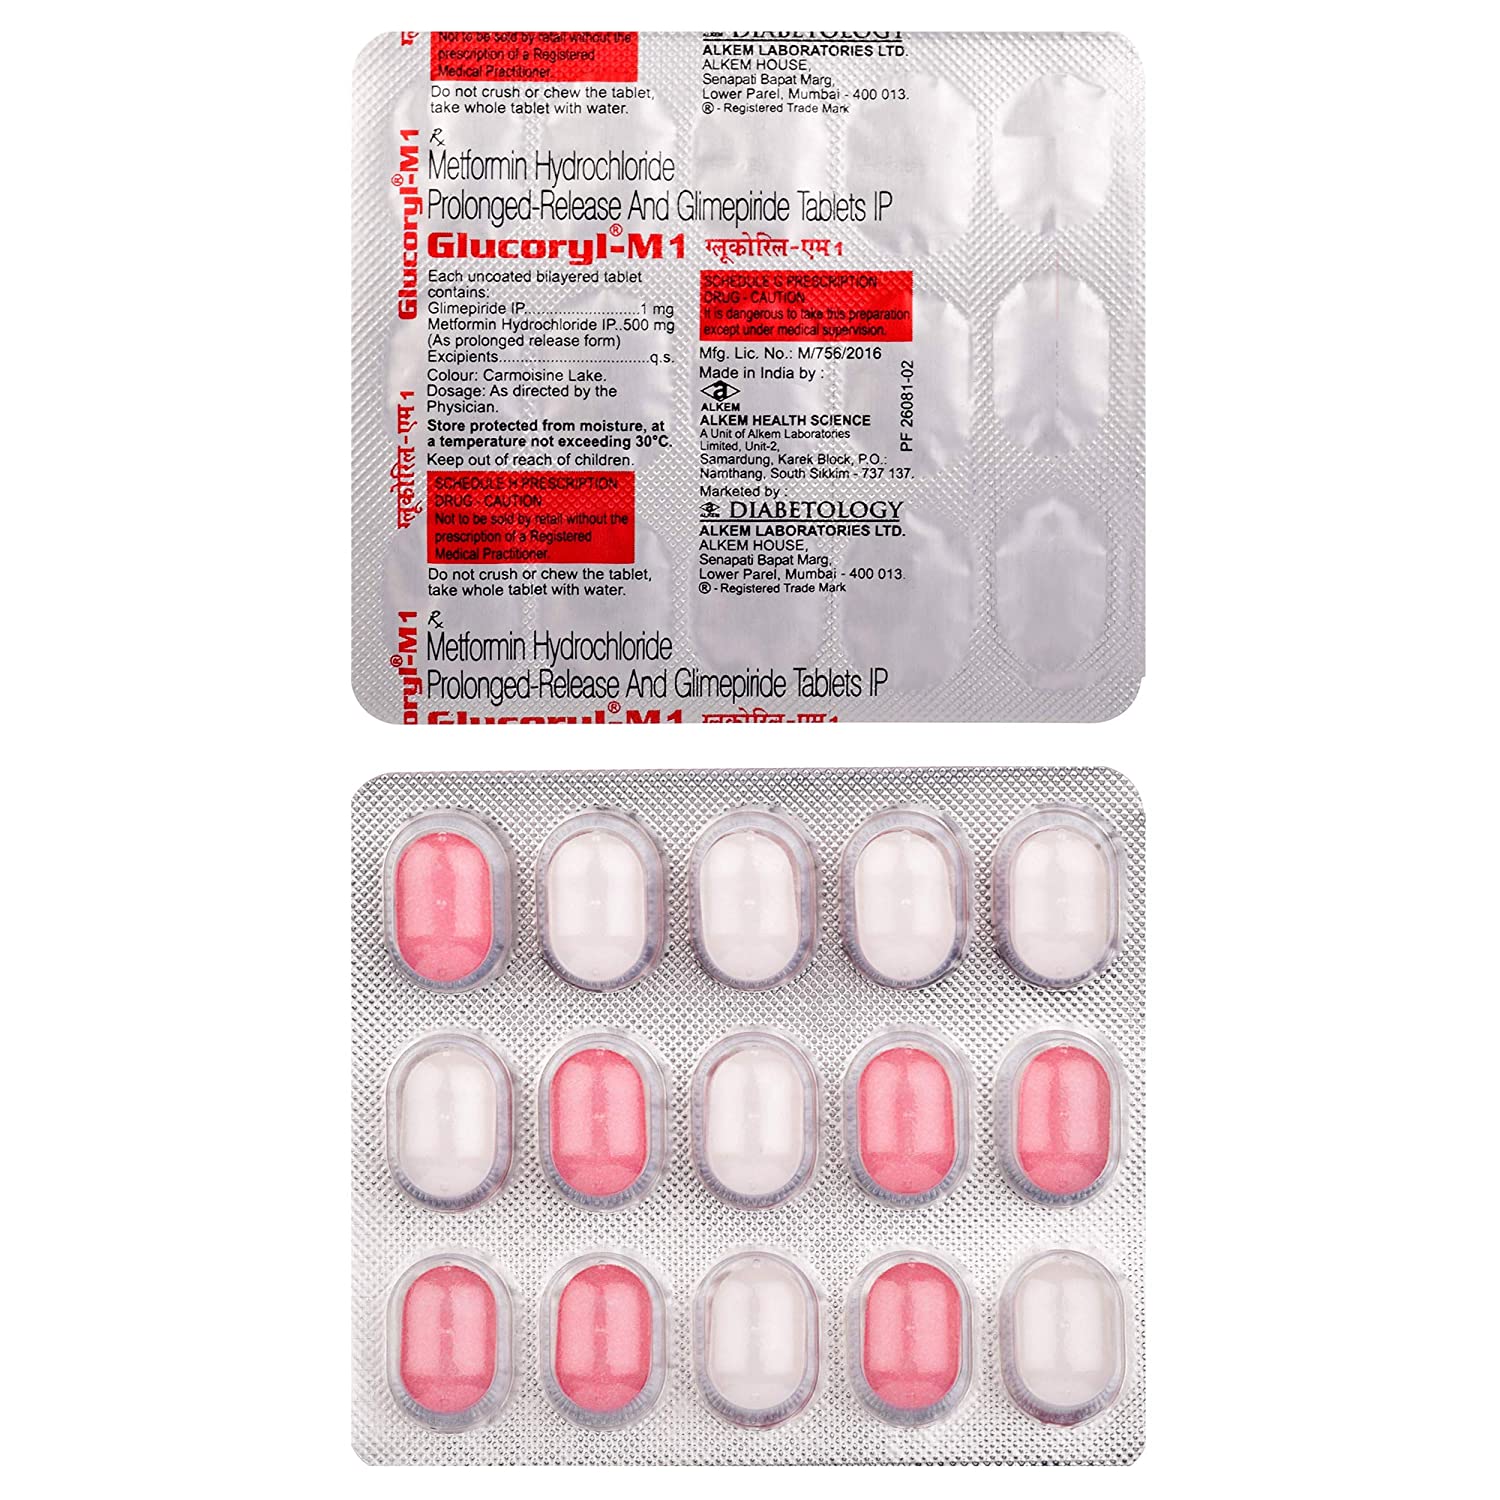 Not to be sold by retail without the
prescription of a Registered
Medical Practitioner.
Do not crush or chew the tablet,
take whole tablet with water.
DIABETOLOGY
ALKEM LABORATORIES LTD.
ALKEM HOUSE,
Senapati Bapat Marg,
Lower Parel, Mumbai - 400 013.
® - Registered Trade Mark
Glucoryl®-M1
ग्लूकोरिल-एम 1
Glucoryl®-M1
℞
Metformin Hydrochloride
Prolonged-Release And Glimepiride Tablets IP
Glucoryl®-M1 ग्लूकोरिल-एम 1
Each uncoated bilayered tablet
contains:
Glimepiride IP...........................1 mg
Metformin Hydrochloride IP..500 mg
(As prolonged release form)
Excipients..................................q.s.
Colour: Carmoisine Lake.
Dosage: As directed by the
Physician.
Store protected from moisture, at
a temperature not exceeding 30°C.
Keep out of reach of children.
SCHEDULE H PRESCRIPTION
DRUG - CAUTION
Not to be sold by retail without the
prescription of a Registered
Medical Practitioner.
Do not crush or chew the tablet,
take whole tablet with water.
SCHEDULE G PRESCRIPTION
DRUG - CAUTION
It is dangerous to take this preparation
except under medical supervision.
Mfg. Lic. No.: M/756/2016
Made in India by :
a
ALKEM
ALKEM HEALTH SCIENCE
A Unit of Alkem Laboratories
Limited, Unit-2,
Samardung, Karek Block, P.O.:
Namthang, South Sikkim - 737 137.
Marketed by :
DIABETOLOGY
ALKEM LABORATORIES LTD.
ALKEM HOUSE,
Senapati Bapat Marg,
Lower Parel, Mumbai - 400 013.
® - Registered Trade Mark
PF 26081-02
℞
Metformin Hydrochloride
Prolonged-Release And Glimepiride Tablets IP
Glucoryl®-M1 ग्लूकोरिल-एम 1